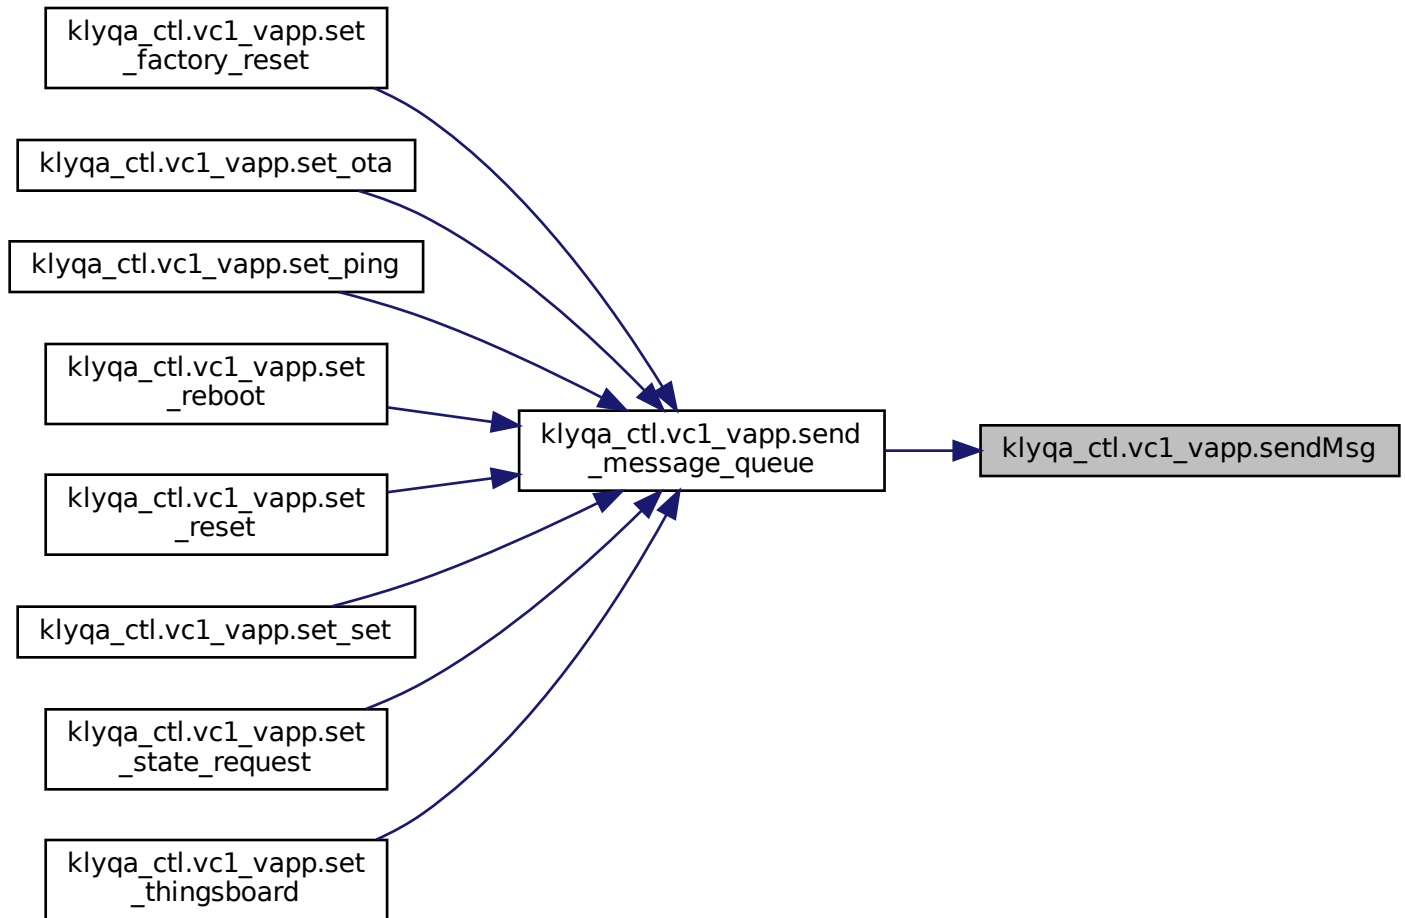 klyqa_ctl.vc1_vapp.set
_factory_reset
klyqa_ctl.vc1_vapp.set_ota
klyqa_ctl.vc1_vapp.set_ping
klyqa_ctl.vc1_vapp.set
_reboot
klyqa_ctl.vc1_vapp.set
_reset
klyqa_ctl.vc1_vapp.set_set
klyqa_ctl.vc1_vapp.set
_state_request
klyqa_ctl.vc1_vapp.set
_thingsboard
klyqa_ctl.vc1_vapp.send
_message_queue
klyqa_ctl.vc1_vapp.sendMsg